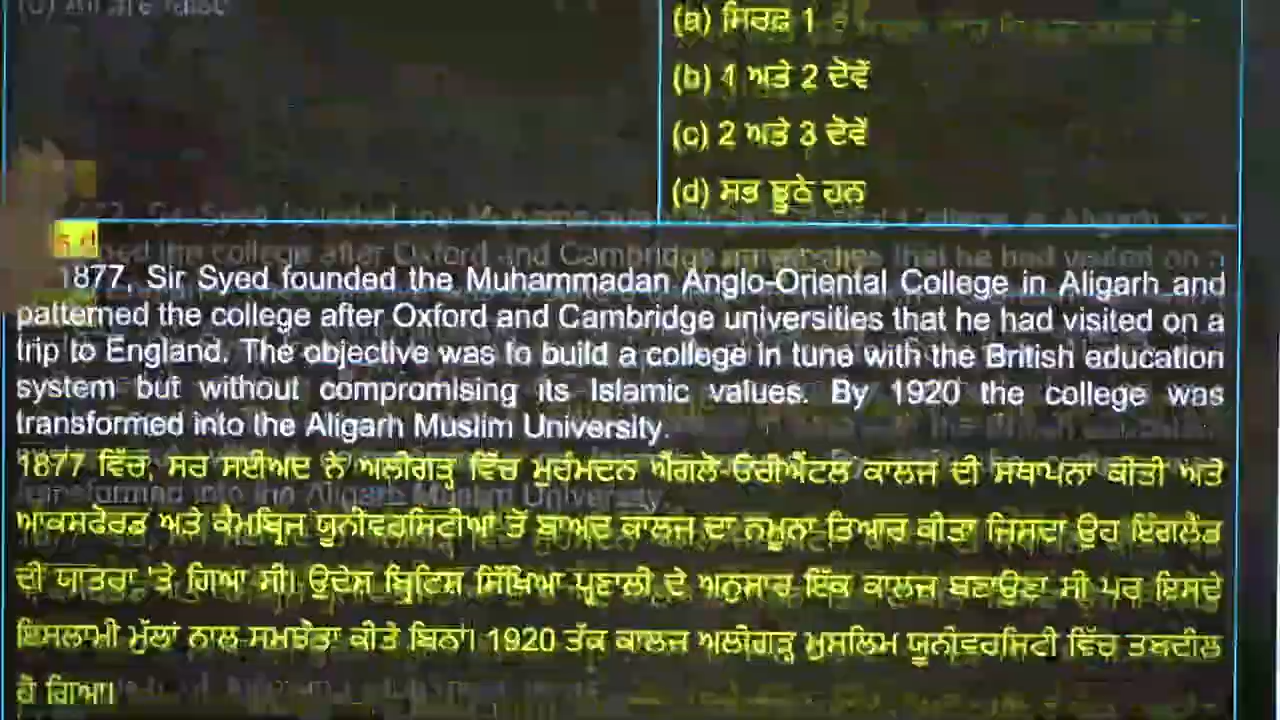 (a) ਸਿਰਫ਼ 1
(b) 1 ਅਤੇ 2 ਦੋਵੇਂ
(c) 2 ਅਤੇ 3 ਦੋਵੇਂ
(d) ਸਭ ਝੂਠੇ ਹਨ
1877, Sir Syed founded the Muhammadan Anglo-Oriental College in Aligarh and
patterned the college after Oxford and Cambridge universities that he had visited on a
trip to England. The objective was to build a college in tune with the British education
system but without compromising its Islamic values. By 1920 the college was
transformed into the Aligarh Muslim University.
1877 ਵਿੱਚ, ਸਰ ਸਈਅਦ ਨੇ ਅਲੀਗੜ੍ਹ ਵਿੱਚ ਮੁਹੰਮਦਨ ਐਂਗਲੋ-ਓਰੀਐਂਟਲ ਕਾਲਜ ਦੀ ਸਥਾਪਨਾ ਕੀਤੀ ਅਤੇ
ਆਕਸਫੋਰਡ ਅਤੇ ਕੈਮਬ੍ਰਿਜ ਯੂਨੀਵਰਸਿਟੀਆਂ ਤੋਂ ਬਾਅਦ ਕਾਲਜ ਦਾ ਨਮੂਨਾ ਤਿਆਰ ਕੀਤਾ ਜਿਸਦਾ ਉਹ ਇੰਗਲੈਂਡ
ਦੀ ਯਾਤਰਾ 'ਤੇ ਗਿਆ ਸੀ। ਉਦੇਸ਼ ਬ੍ਰਿਟਿਸ਼ ਸਿੱਖਿਆ ਪ੍ਰਣਾਲੀ ਦੇ ਅਨੁਸਾਰ ਇੱਕ ਕਾਲਜ ਬਣਾਉਣਾ ਸੀ ਪਰ ਇਸਦੇ
ਇਸਲਾਮੀ ਮੁੱਲਾਂ ਨਾਲ ਸਮਝੌਤਾ ਕੀਤੇ ਬਿਨਾਂ। 1920 ਤੱਕ ਕਾਲਜ ਅਲੀਗੜ੍ਹ ਮੁਸਲਿਮ ਯੂਨੀਵਰਸਿਟੀ ਵਿੱਚ ਤਬਦੀਲ
ਹੋ ਗਿਆ।